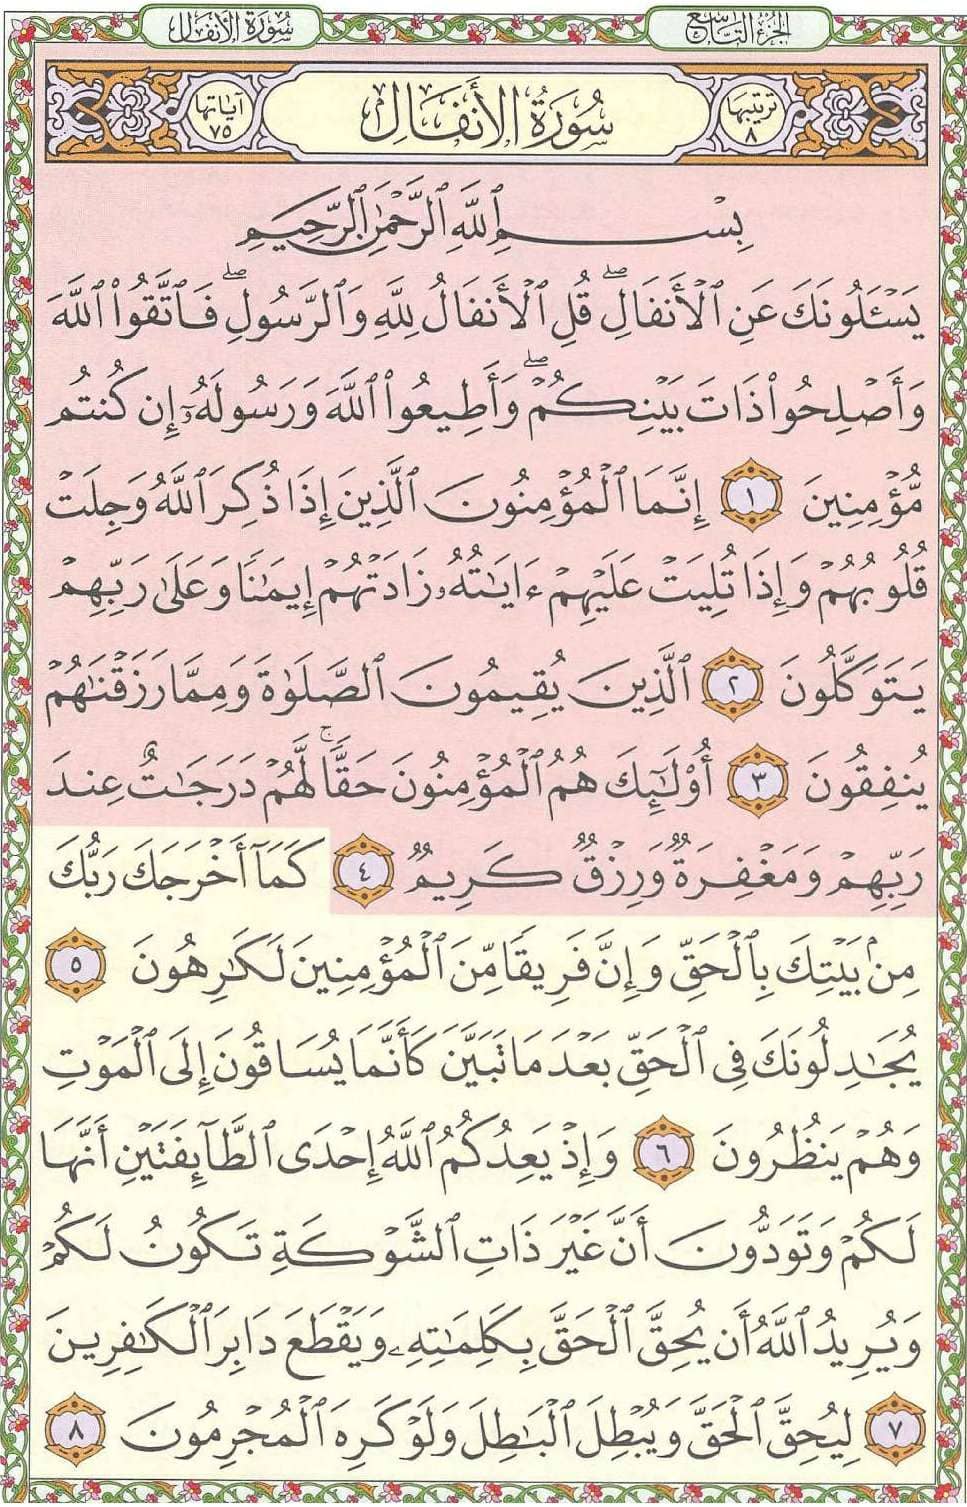 الجزء التاسع
سورة الأنفال
ترتيبها ٨
سُورَةُ الأَنفَالِ
آياتها ٧٥
بِسْمِ ٱللَّهِ ٱلرَّحْمَٰنِ ٱلرَّحِيمِ
يَسْـَٔلُونَكَ عَنِ ٱلْأَنفَالِ ۖ قُلِ ٱلْأَنفَالُ لِلَّهِ وَٱلرَّسُولِ ۖ فَٱتَّقُوا۟ ٱللَّهَ
وَأَصْلِحُوا۟ ذَاتَ بَيْنِكُمْ ۖ وَأَطِيعُوا۟ ٱللَّهَ وَرَسُولَهُۥٓ إِن كُنتُم
مُّؤْمِنِينَ ١ إِنَّمَا ٱلْمُؤْمِنُونَ ٱلَّذِينَ إِذَا ذُكِرَ ٱللَّهُ وَجِلَتْ
قُلُوبُهُمْ وَإِذَا تُلِيَتْ عَلَيْهِمْ ءَايَٰتُهُۥ زَادَتْهُمْ إِيمَٰنًا وَعَلَىٰ رَبِّهِمْ
يَتَوَكَّلُونَ ٢ ٱلَّذِينَ يُقِيمُونَ ٱلصَّلَوٰةَ وَمِمَّا رَزَقْنَٰهُمْ
يُنفِقُونَ ٣ أُو۟لَٰٓئِكَ هُمُ ٱلْمُؤْمِنُونَ حَقًّا ۚ لَّهُمْ دَرَجَٰتٌ عِندَ
رَبِّهِمْ وَمَغْفِرَةٌ وَرِزْقٌ كَرِيمٌ ٤ كَمَآ أَخْرَجَكَ رَبُّكَ
مِنۢ بَيْتِكَ بِٱلْحَقِّ وَإِنَّ فَرِيقًا مِّنَ ٱلْمُؤْمِنِينَ لَكَٰرِهُونَ ٥
يُجَٰدِلُونَكَ فِى ٱلْحَقِّ بَعْدَ مَا تَبَيَّنَ كَأَنَّمَا يُسَاقُونَ إِلَى ٱلْمَوْتِ
وَهُمْ يَنظُرُونَ ٦ وَإِذْ يَعِدُكُمُ ٱللَّهُ إِحْدَى ٱلطَّآئِفَتَيْنِ أَنَّهَا
لَكُمْ وَتَوَدُّونَ أَنَّ غَيْرَ ذَاتِ ٱلشَّوْكَةِ تَكُونُ لَكُمْ
وَيُرِيدُ ٱللَّهُ أَن يُحِقَّ ٱلْحَقَّ بِكَلِمَٰتِهِۦ وَيَقْطَعَ دَابِرَ ٱلْكَٰفِرِينَ
٧ لِيُحِقَّ ٱلْحَقَّ وَيُبْطِلَ ٱلْبَٰطِلَ وَلَوْ كَرِهَ ٱلْمُجْرِمُونَ ٨